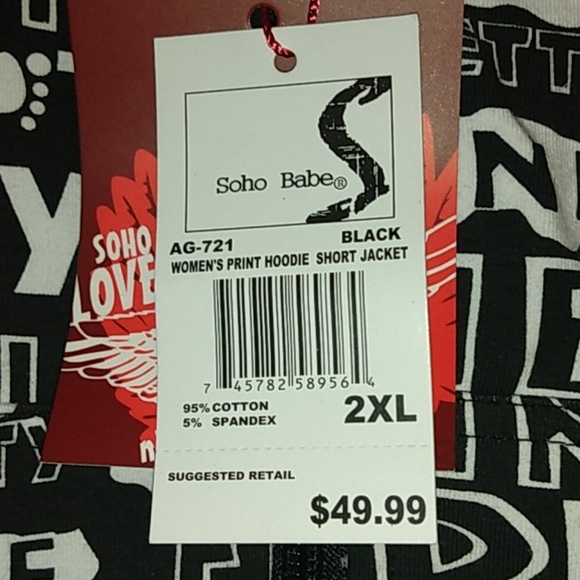 Soho Babe®
AG-721 BLACK
WOMEN'S PRINT HOODIE SHORT JACKET
7 45782 58956 4
95% COTTON
5% SPANDEX
2XL
SUGGESTED RETAIL
$49.99
SOHO
LOVE